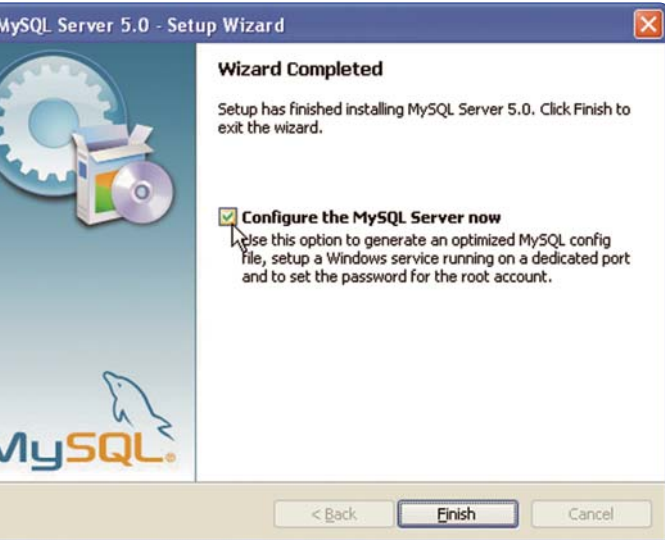 MySQL Server 5.0 - Setup Wizard
Wizard Completed
Setup has finished installing MySQL Server 5.0. Click Finish to
exit the wizard.
Configure the MySQL Server now
Use this option to generate an optimized MySQL config
file, setup a Windows service running on a dedicated port
and to set the password for the root account.
MySQL®
< Back
Finish
Cancel